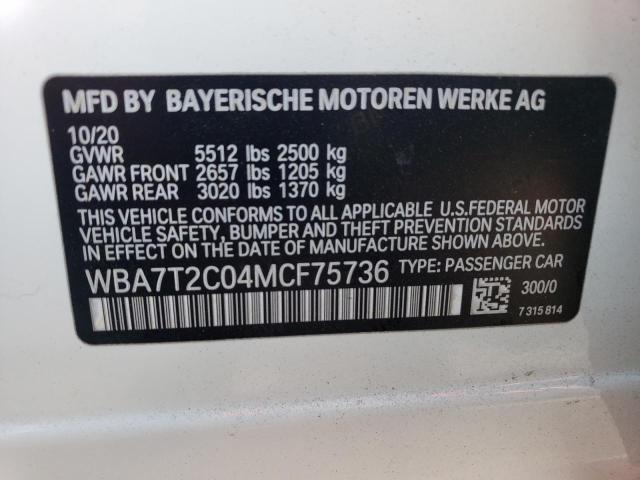 MFD BY BAYERISCHE MOTOREN WERKE AG
10/20
GVWR 5512 lbs 2500 kg
GAWR FRONT 2657 lbs 1205 kg
GAWR REAR 3020 lbs 1370 kg
THIS VEHICLE CONFORMS TO ALL APPLICABLE U.S.FEDERAL MOTOR
VEHICLE SAFETY, BUMPER AND THEFT PREVENTION STANDARDS
IN EFFECT ON THE DATE OF MANUFACTURE SHOWN ABOVE.
WBA7T2C04MCF75736 TYPE: PASSENGER CAR
300/0
7 315 814